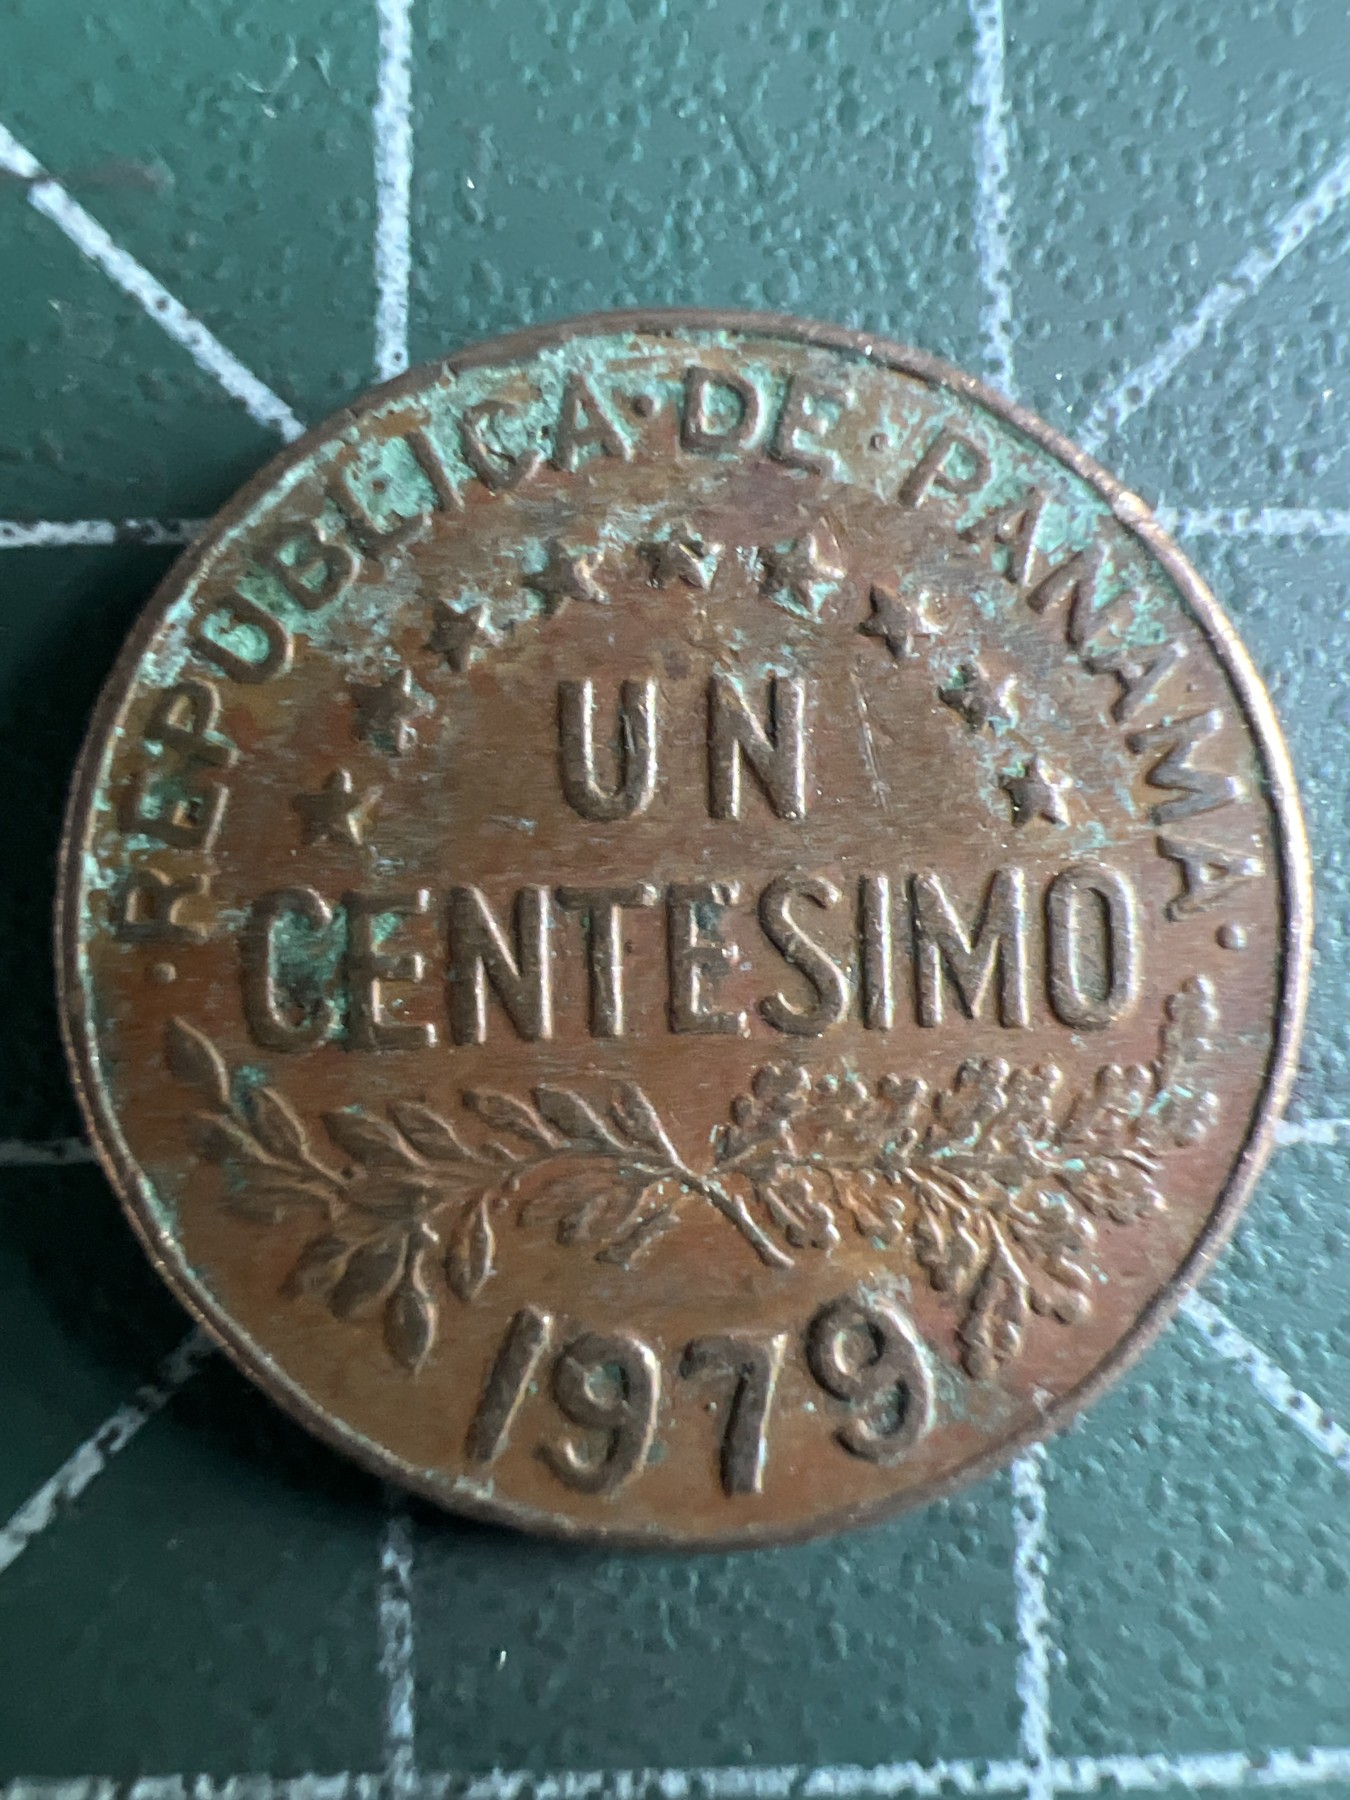 ·REPUBLICA·DE·PANAMA·
UN
CENTESIMO
1979